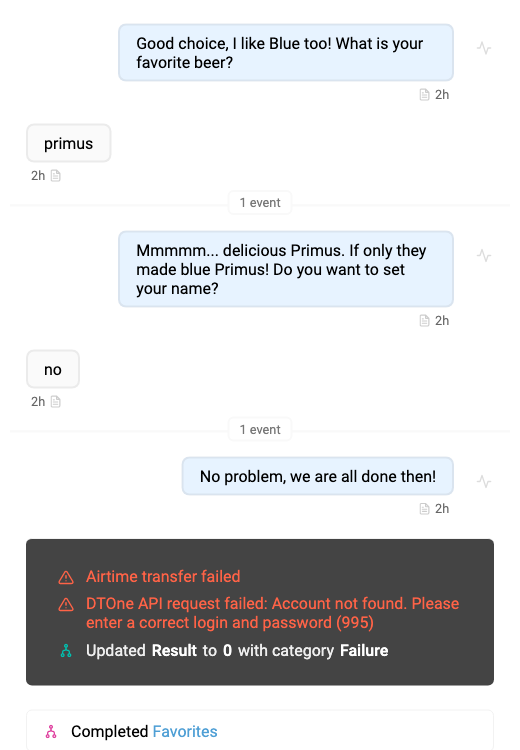 Good choice, I like Blue too! What is your
favorite beer?
2h
primus
2h
1 event
Mmmmm... delicious Primus. If only they
made blue Primus! Do you want to set
your name?
2h
no
2h
1 event
No problem, we are all done then!
2h
Airtime transfer failed
DTOne API request failed: Account not found. Please
enter a correct login and password (995)
Updated Result to 0 with category Failure
Completed Favorites